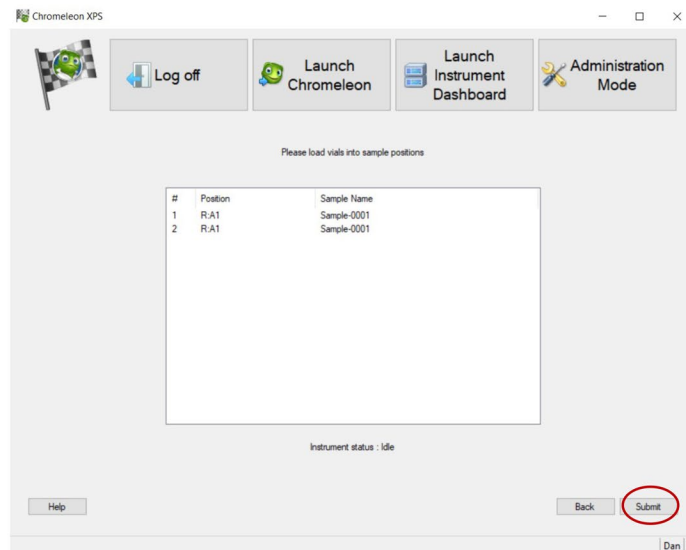 Chromeleon XPS
Log off
Launch
Chromeleon
Launch
Instrument
Dashboard
Administration
Mode
Please load vials into sample positions
# Position Sample Name
1 R:A1 Sample-0001
2 R:A1 Sample-0001
Instrument status : Idle
Help Back Submit
Dan